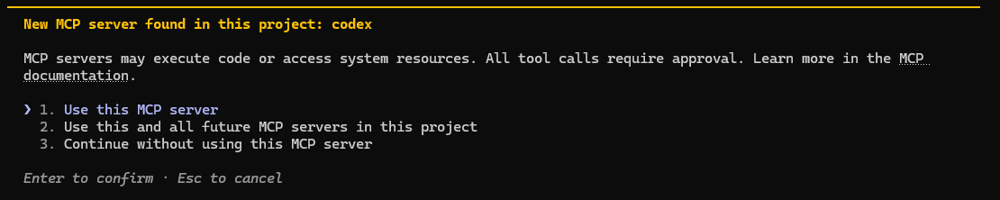 New MCP server found in this project: codex
MCP servers may execute code or access system resources. All tool calls require approval. Learn more in the MCP
documentation.
❯ 1. Use this MCP server
2. Use this and all future MCP servers in this project
3. Continue without using this MCP server
Enter to confirm · Esc to cancel